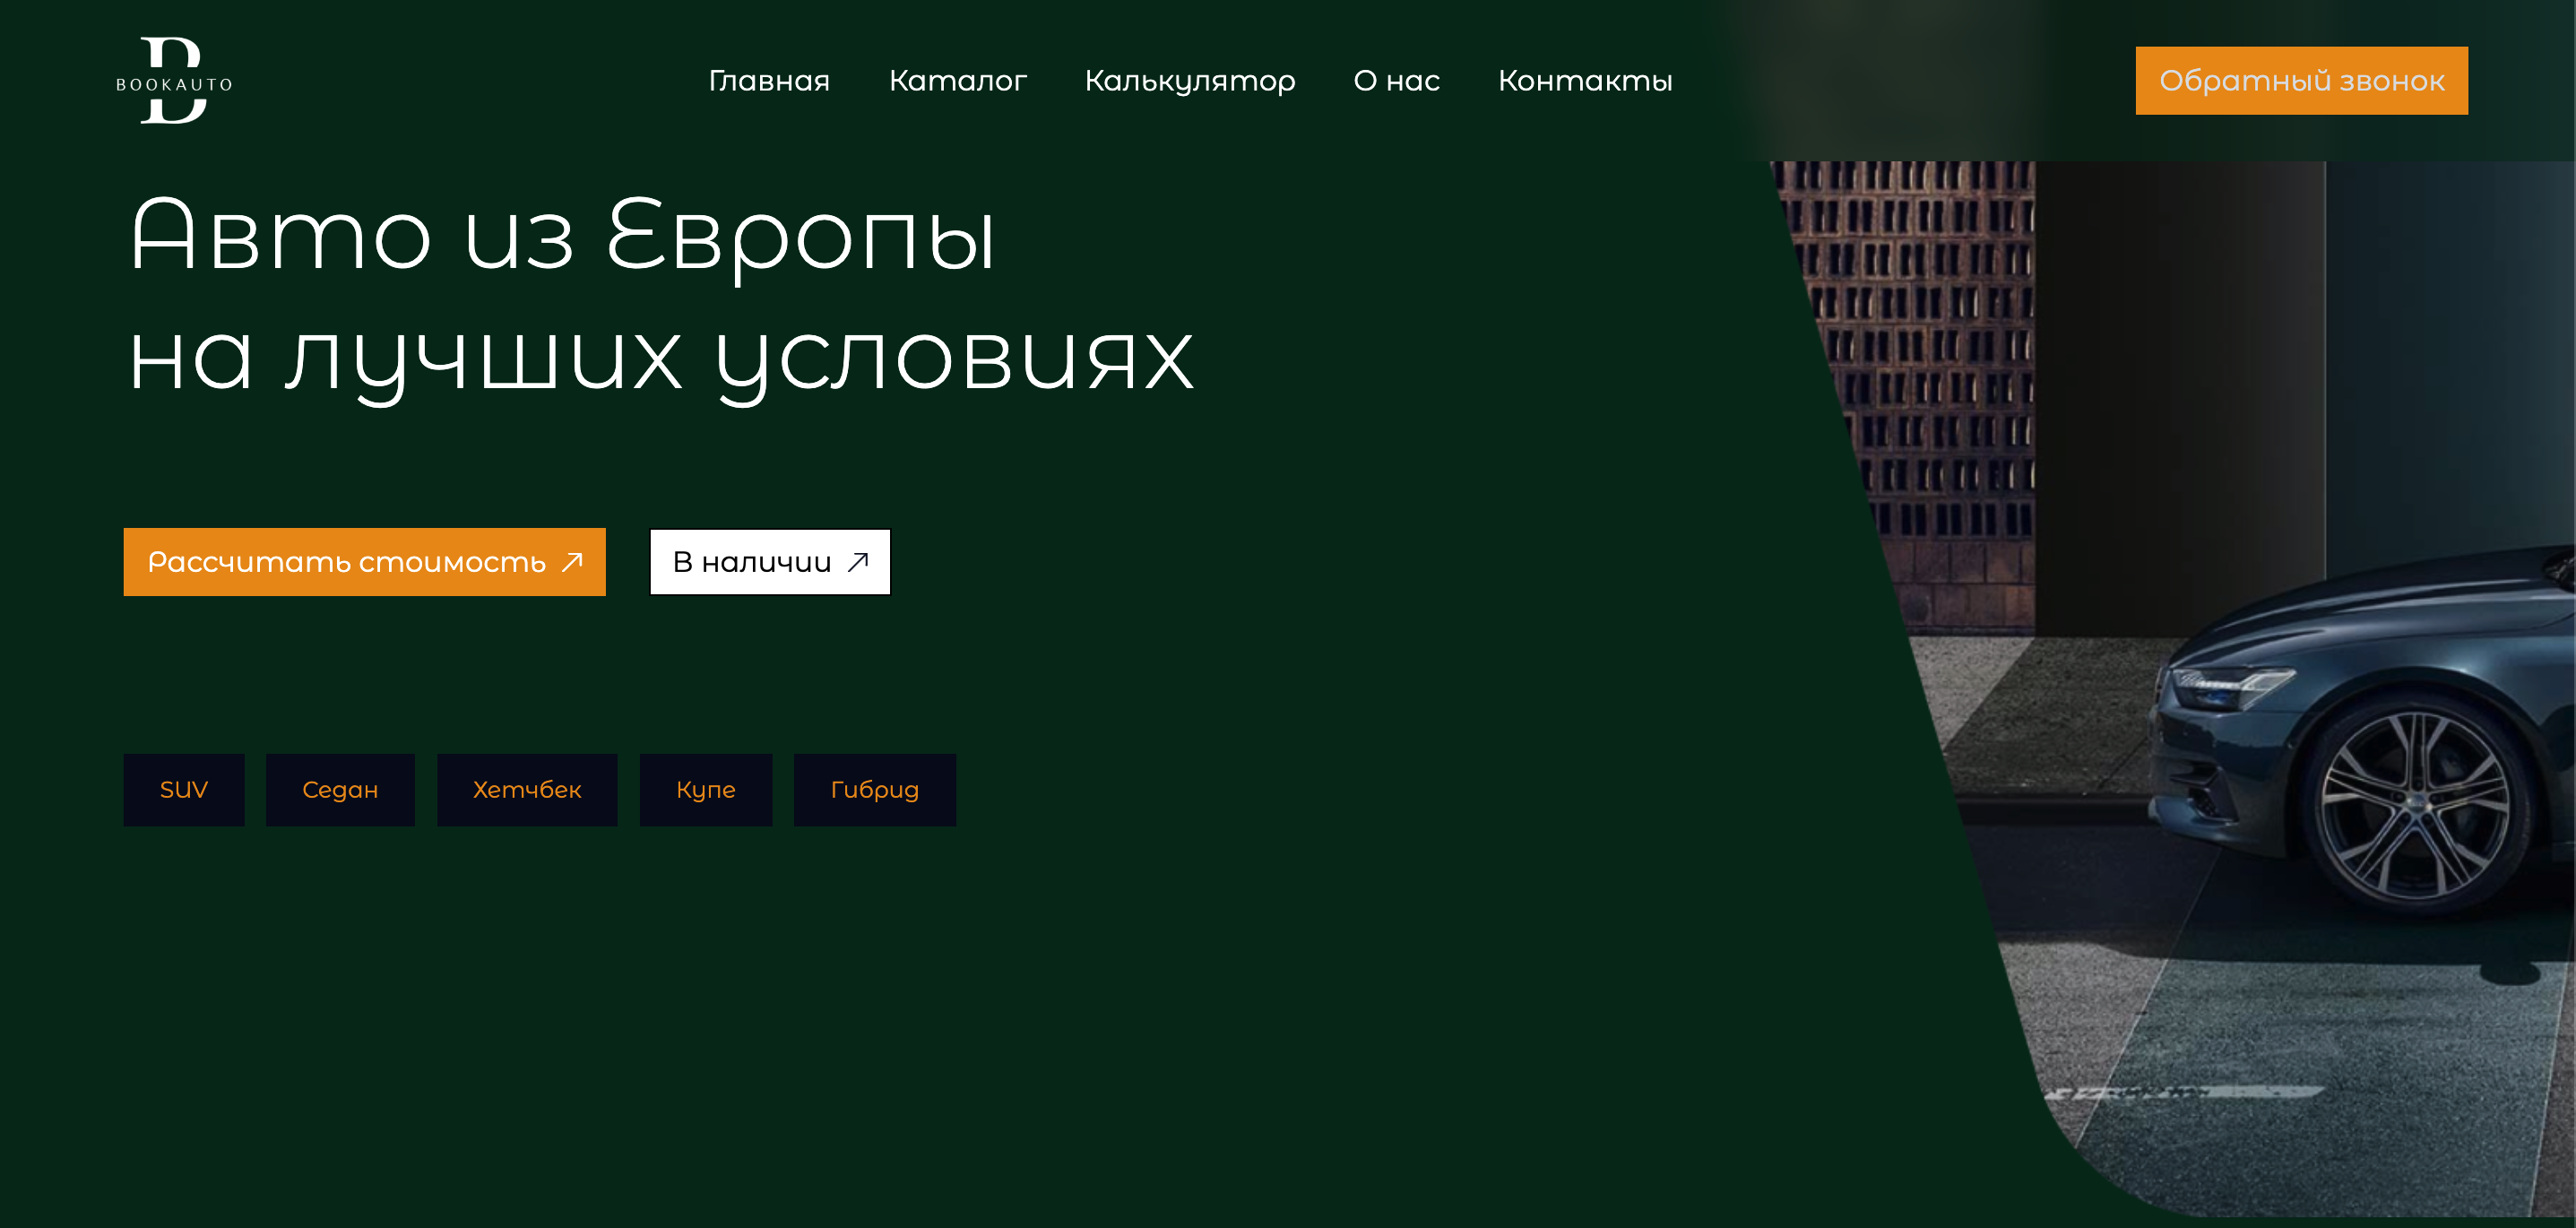 BOOKAUTO
Главная Каталог Калькулятор О нас Контакты
Обратный звонок
Авто из Европы
на лучших условиях
Рассчитать стоимость
В наличии
SUV
Седан
Хетчбек
Купе
Гибрид